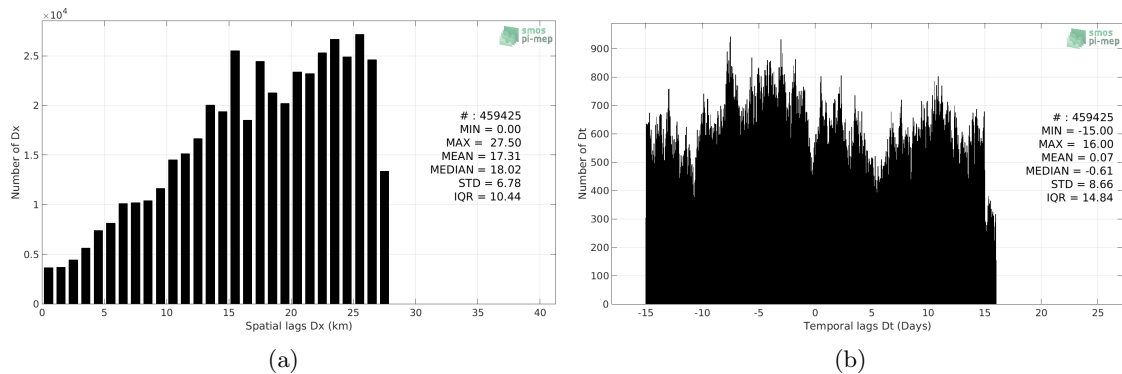 ×10⁴
smos
pi-mep
2.5
2
1.5
1
0.5
0
Number of Dx
# : 459425
MIN = 0.00
MAX = 27.50
MEAN = 17.31
MEDIAN = 18.02
STD = 6.78
IQR = 10.44
0 5 10 15 20 25 30 35 40
Spatial lags Dx (km)
(a)
smos
pi-mep
900
800
700
600
500
400
300
200
100
0
Number of Dt
# : 459425
MIN = -15.00
MAX = 16.00
MEAN = 0.07
MEDIAN = -0.61
STD = 8.66
IQR = 14.84
-15 -10 -5 0 5 10 15 20 25
Temporal lags Dt (Days)
(b)